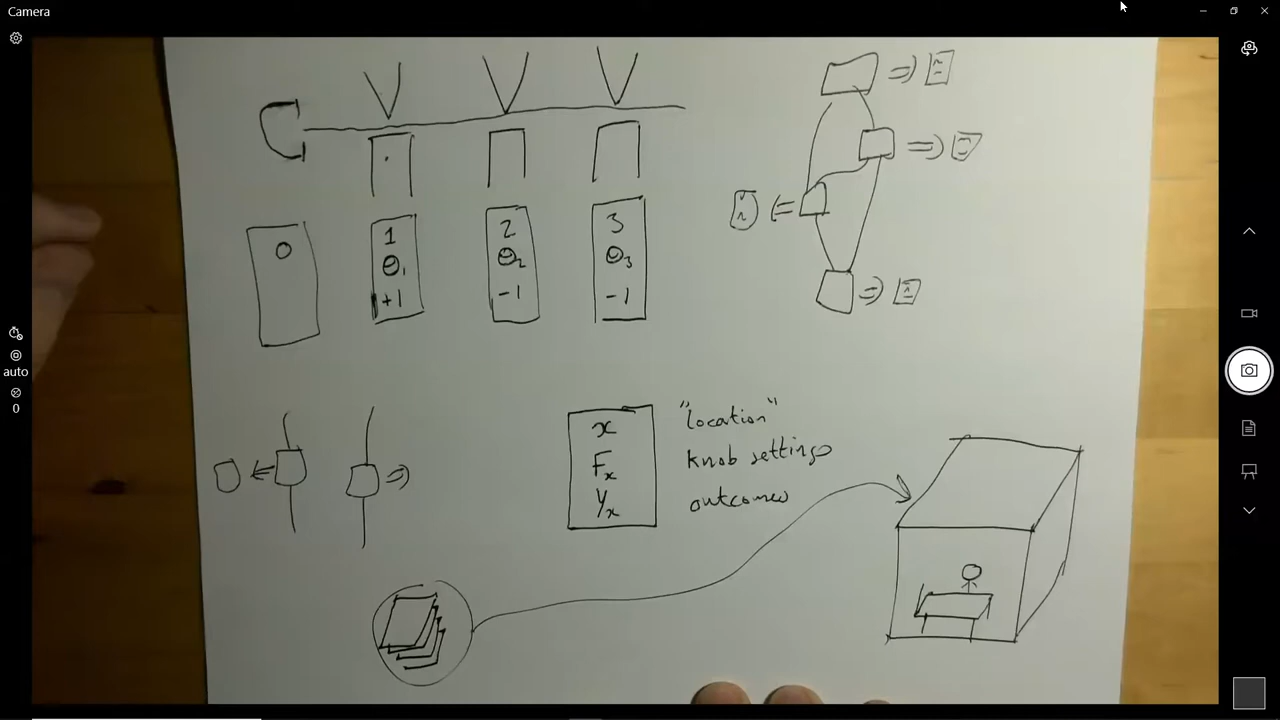 Camera
0
1
θ₁
+1
2
θ₂
-1
3
θ₃
-1
x "location"
Fₓ knob settings
Yₓ outcomes
auto
0